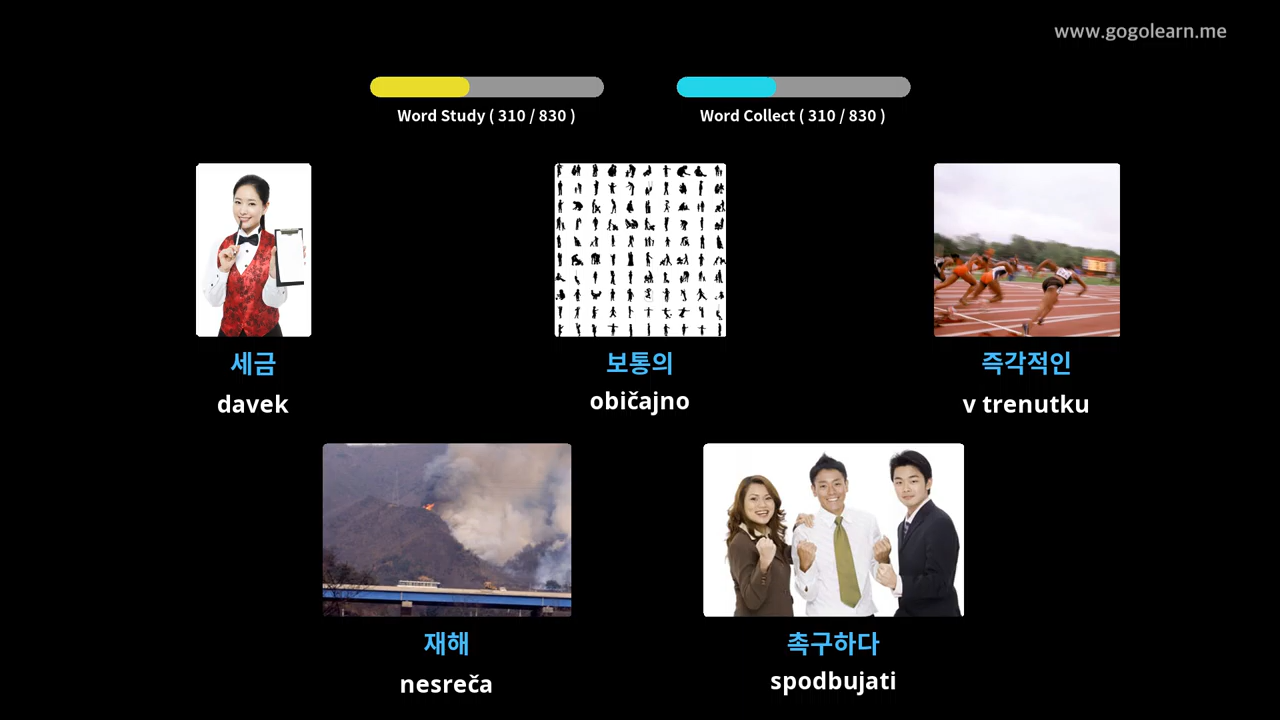 www.gogolearn.me
Word Study ( 310 / 830 )
Word Collect ( 310 / 830 )
세금
보통의
즉각적인
davek
običajno
v trenutku
재해
촉구하다
nesreča
spodbujati